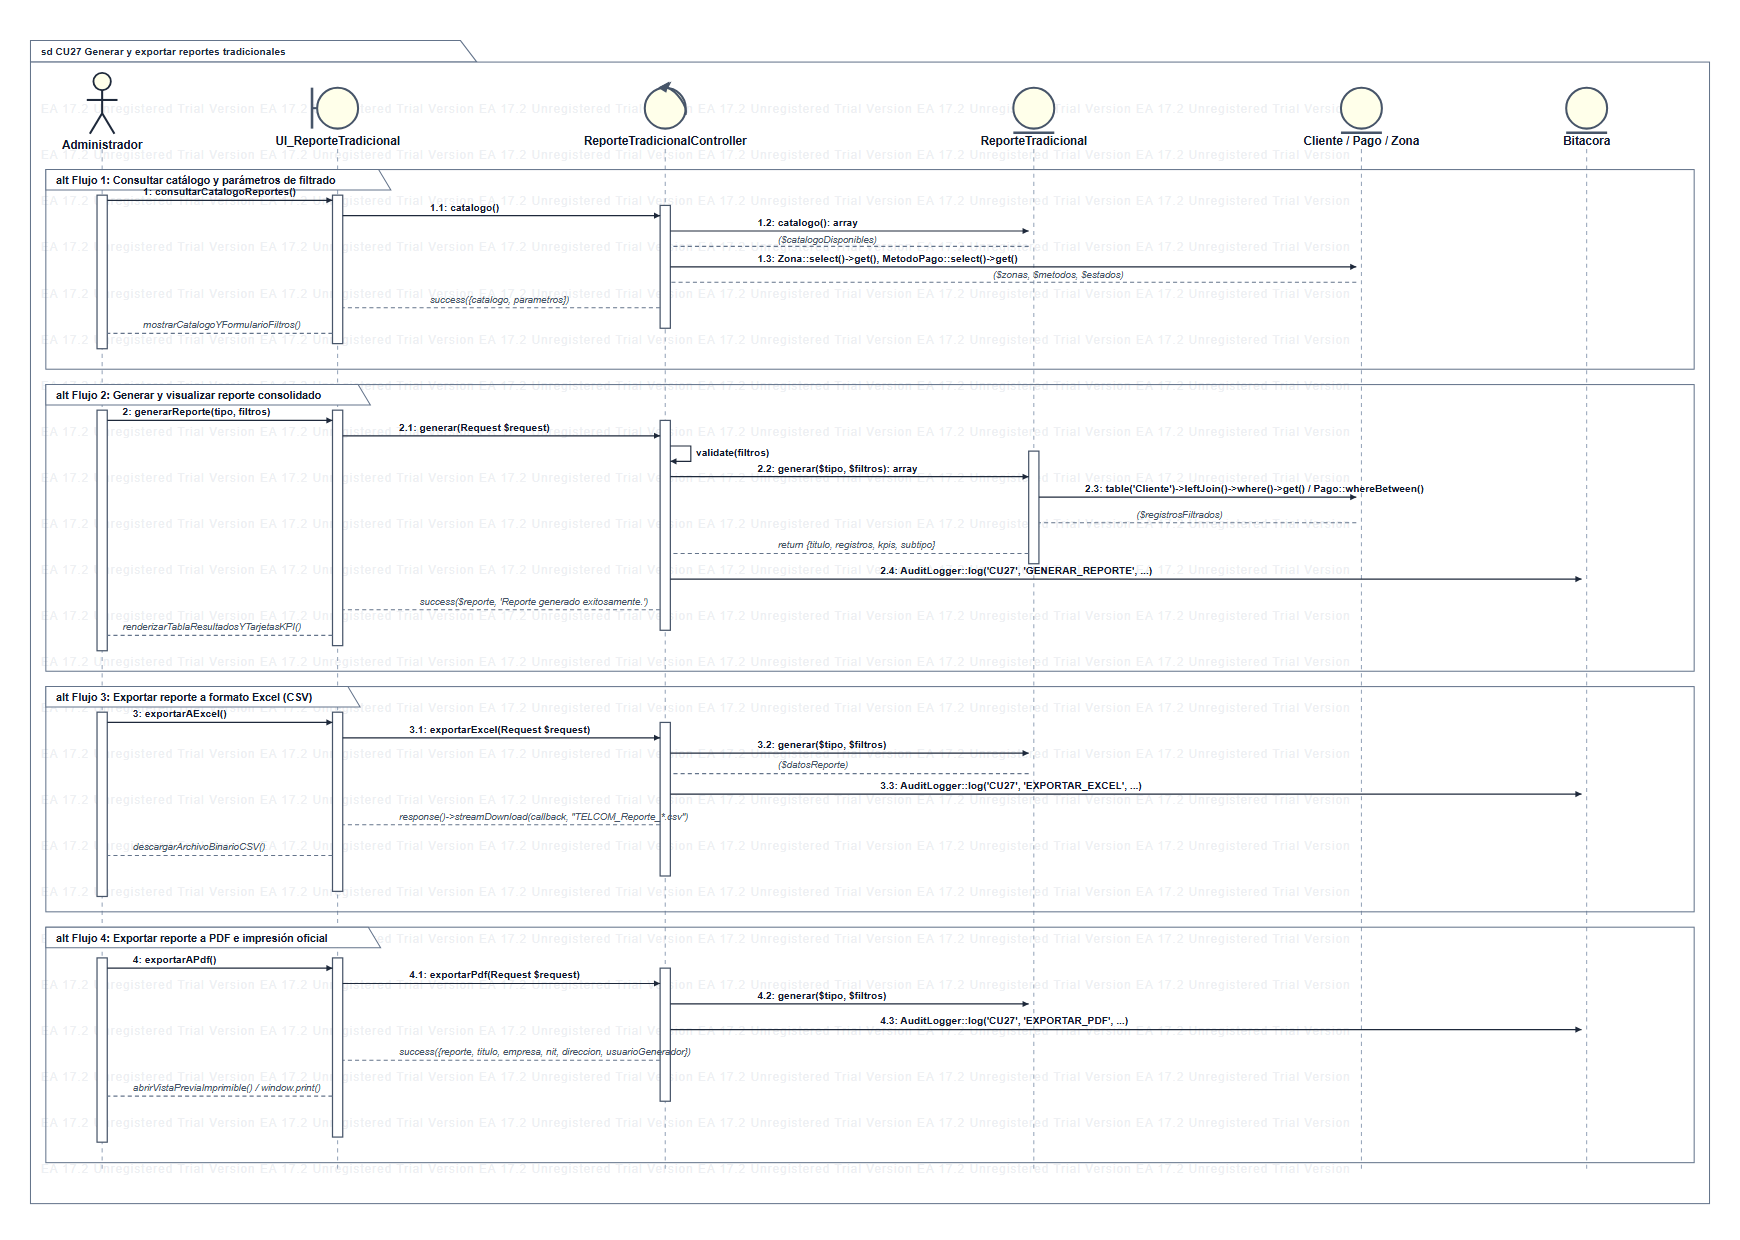 sd CU27 Generar y exportar reportes tradicionales
Administrador
UI_ReporteTradicional
ReporteTradicionalController
ReporteTradicional
Cliente / Pago / Zona
Bitacora
alt Flujo 1: Consultar catálogo y parámetros de filtrado
1: consultarCatalogoReportes()
1.1: catalogo()
1.2: catalogo(): array
($catalogoDisponibles)
1.3: Zona::select()->get(), MetodoPago::select()->get()
($zonas, $metodos, $estados)
success({catalogo, parametros})
mostrarCatalogoYFormularioFiltros()
alt Flujo 2: Generar y visualizar reporte consolidado
2: generarReporte(tipo, filtros)
2.1: generar(Request $request)
validate(filtros)
2.2: generar($tipo, $filtros): array
2.3: table('Cliente')->leftJoin()->where()->get() / Pago::whereBetween()
($registrosFiltrados)
return {titulo, registros, kpis, subtipo}
2.4: AuditLogger::log('CU27', 'GENERAR_REPORTE', ...)
success($reporte, 'Reporte generado exitosamente.')
renderizarTablaResultadosYTarjetasKPI()
alt Flujo 3: Exportar reporte a formato Excel (CSV)
3: exportarAExcel()
3.1: exportarExcel(Request $request)
3.2: generar($tipo, $filtros)
($datosReporte)
3.3: AuditLogger::log('CU27', 'EXPORTAR_EXCEL', ...)
response()->streamDownload(callback, "TELCOM_Reporte_*.csv")
descargarArchivoBinarioCSV()
alt Flujo 4: Exportar reporte a PDF e impresión oficial
4: exportarAPdf()
4.1: exportarPdf(Request $request)
4.2: generar($tipo, $filtros)
4.3: AuditLogger::log('CU27', 'EXPORTAR_PDF', ...)
success({reporte, titulo, empresa, nit, direccion, usuarioGenerador})
abrirVistaPreviaImprimible() / window.print()